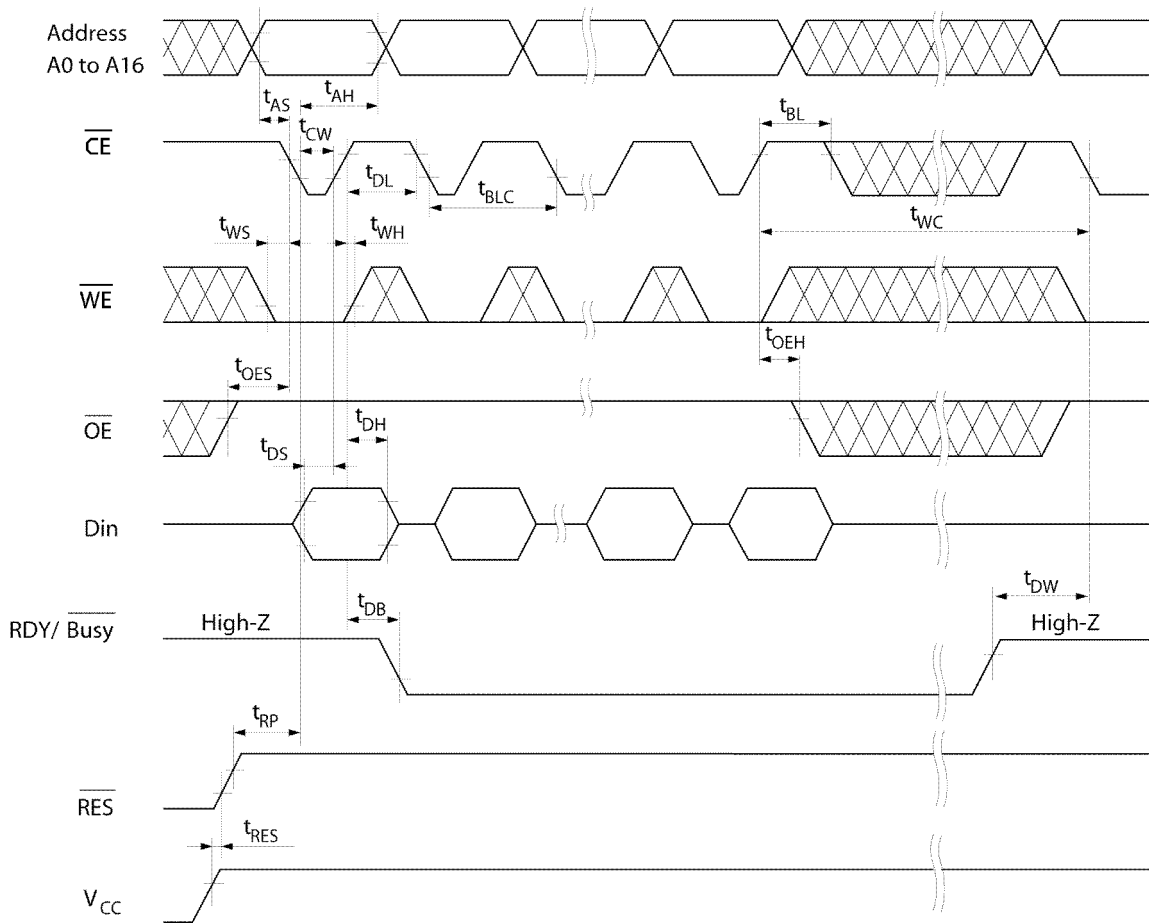 Address
A0 to A16
tAS
tAH
tCW
tBL
CE
tDL
tBLC
tWC
tWS
tWH
WE
tOEH
tOES
OE
tDH
tDS
Din
tDB
tDW
RDY/ Busy
High-Z
High-Z
tRP
RES
tRES
VCC